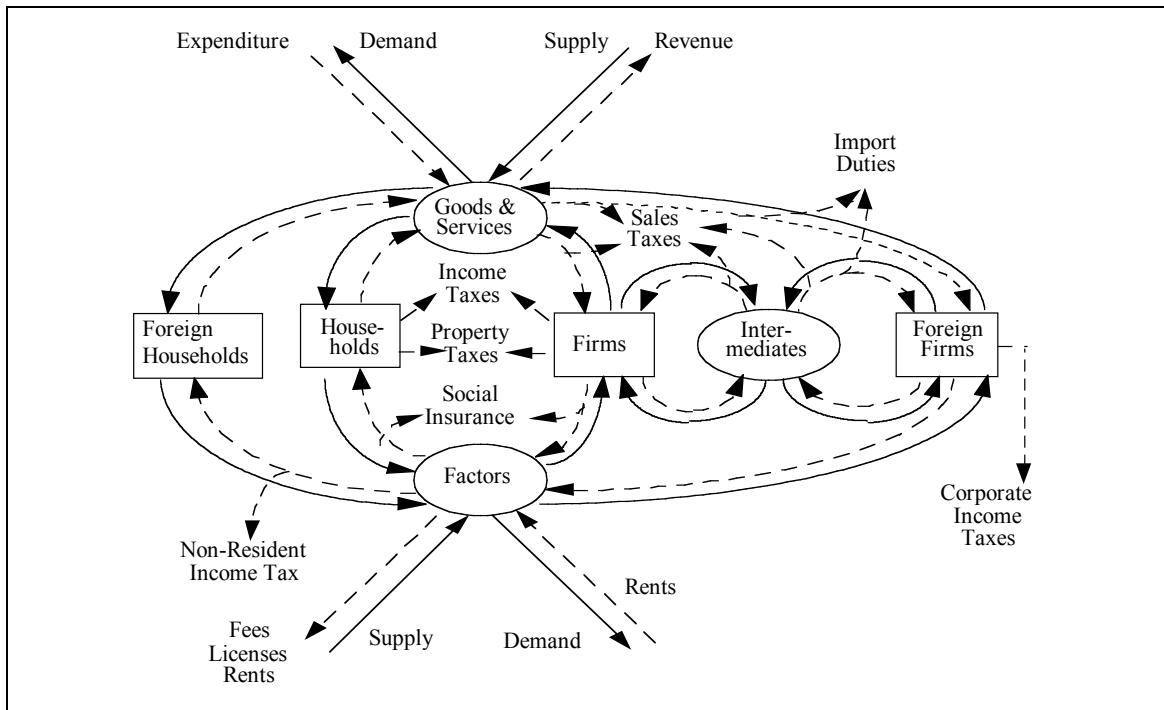 Expenditure
Demand
Supply
Revenue
Import
Duties
Goods &
Services
Sales
Taxes
Income
Taxes
Foreign
Households
House-
holds
Property
Taxes
Firms
Inter-
mediates
Foreign
Firms
Social
Insurance
Factors
Corporate
Income
Taxes
Non-Resident
Income Tax
Rents
Fees
Licenses
Rents
Supply
Demand